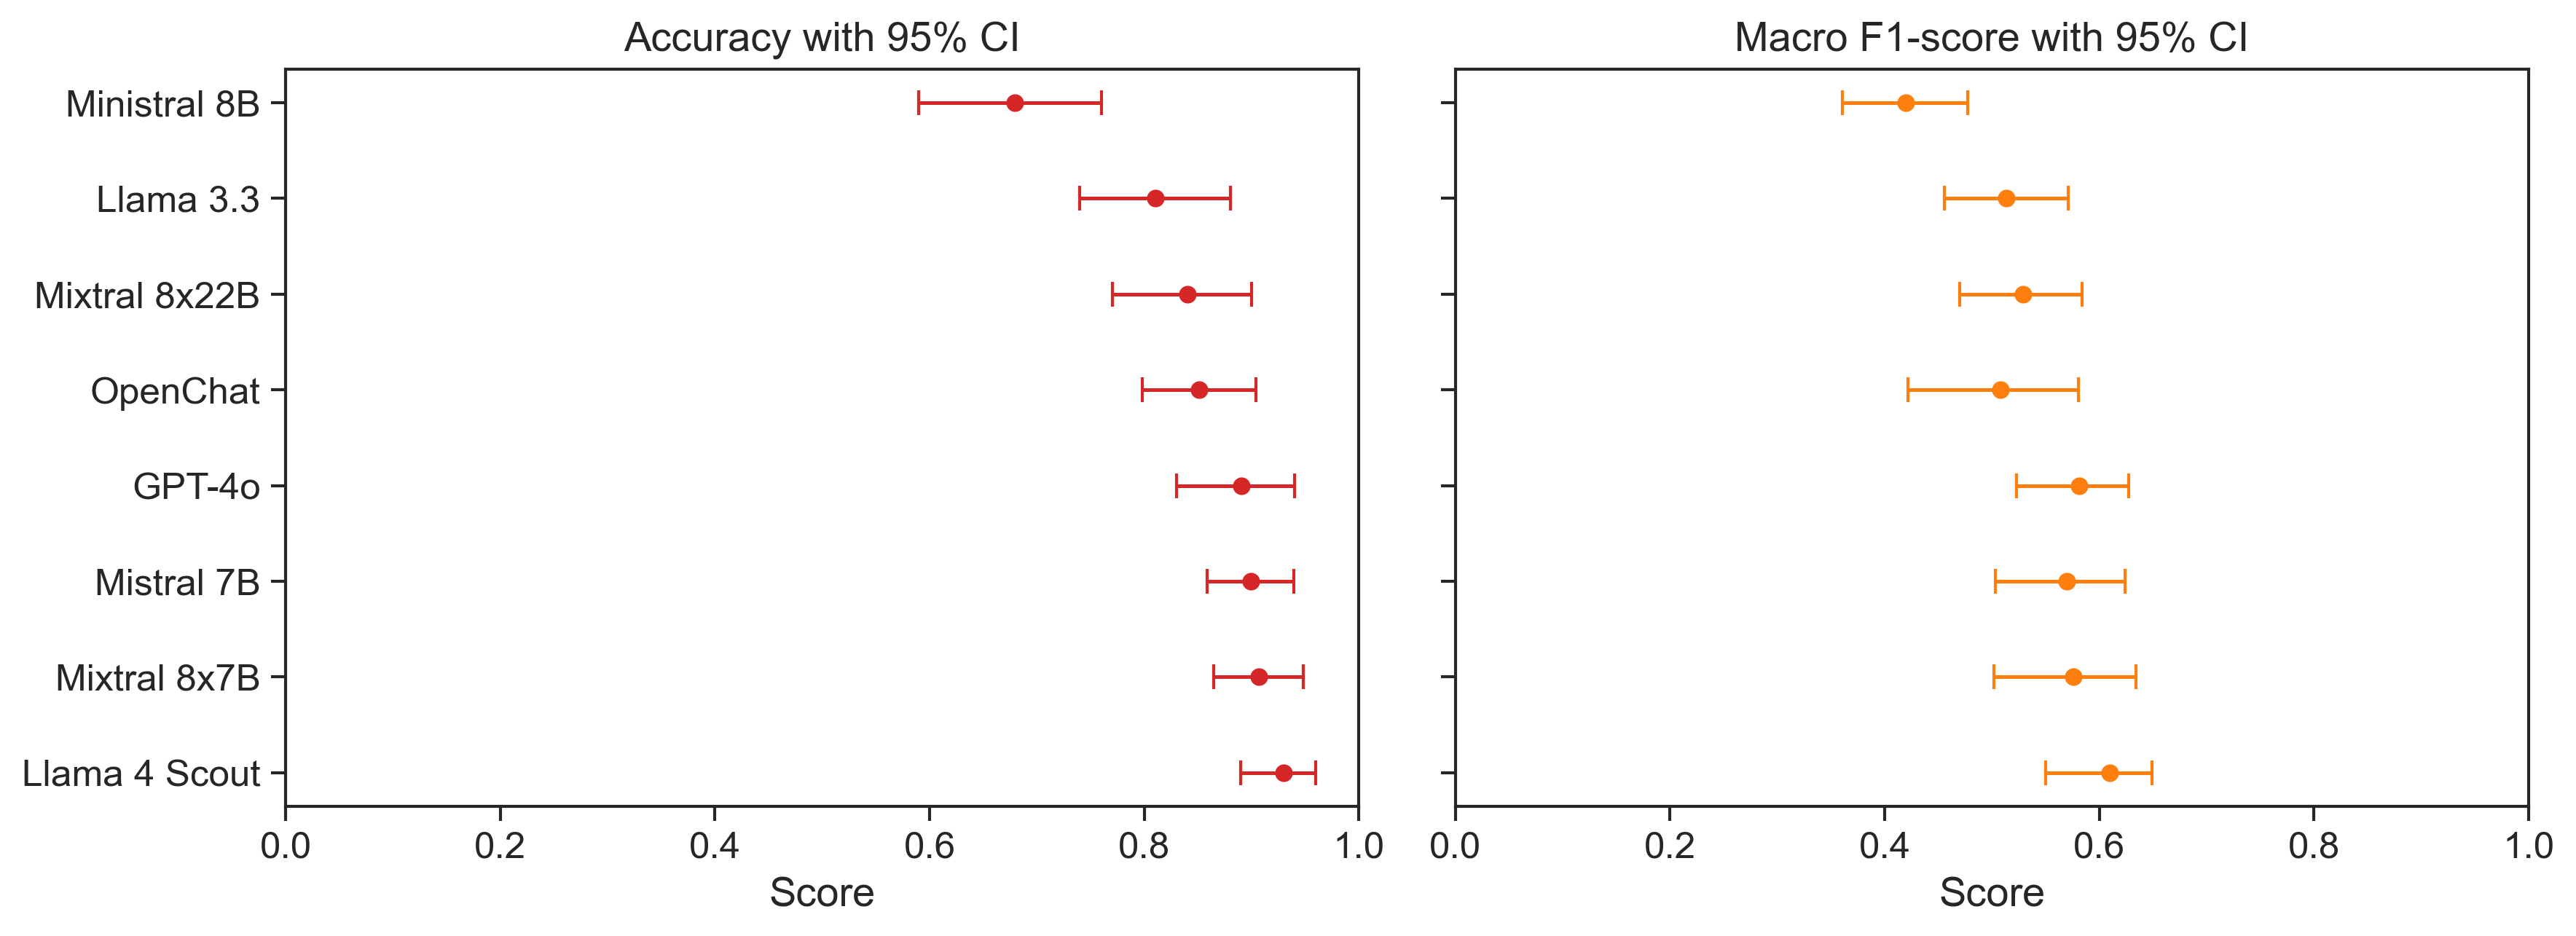 Accuracy with 95% CI
Macro F1-score with 95% CI
Ministral 8B
Llama 3.3
Mixtral 8x22B
OpenChat
GPT-4o
Mistral 7B
Mixtral 8x7B
Llama 4 Scout
0.0 0.2 0.4 0.6 0.8 1.0
Score
0.0 0.2 0.4 0.6 0.8 1.0
Score